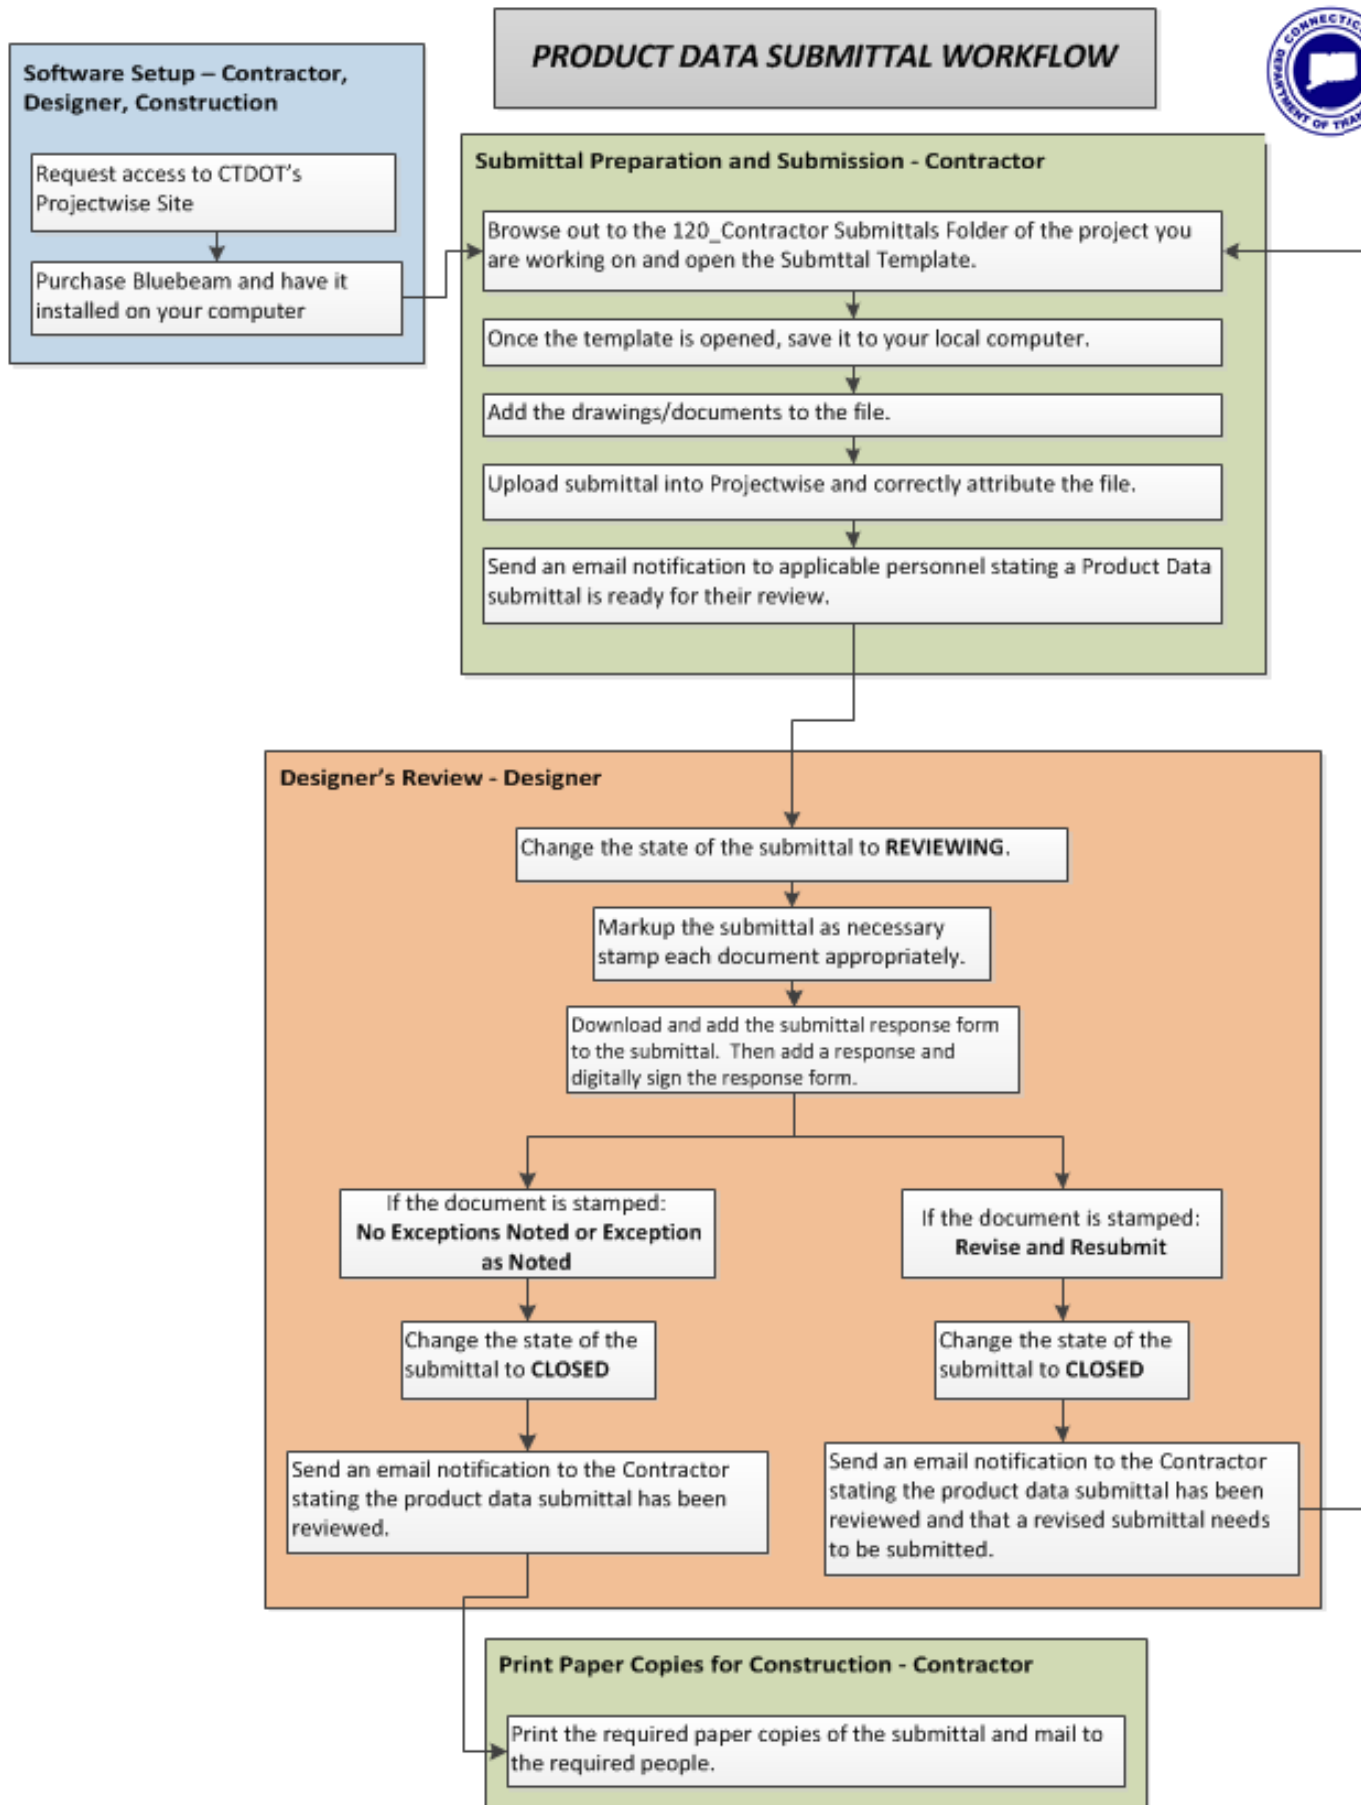 PRODUCT DATA SUBMITTAL WORKFLOW
CONNECTIC
DEPARTMENT OF TRAN
Software Setup – Contractor,
Designer, Construction
Request access to CTDOT's
Projectwise Site
Purchase Bluebeam and have it
installed on your computer
Submittal Preparation and Submission - Contractor
Browse out to the 120_Contractor Submittals Folder of the project you
are working on and open the Submttal Template.
Once the template is opened, save it to your local computer.
Add the drawings/documents to the file.
Upload submittal into Projectwise and correctly attribute the file.
Send an email notification to applicable personnel stating a Product Data
submittal is ready for their review.
Designer's Review - Designer
Change the state of the submittal to REVIEWING.
Markup the submittal as necessary
stamp each document appropriately.
Download and add the submittal response form
to the submittal.  Then add a response and
digitally sign the response form.
If the document is stamped:
No Exceptions Noted or Exception
as Noted
Change the state of the
submittal to CLOSED
Send an email notification to the Contractor
stating the product data submittal has been
reviewed.
If the document is stamped:
Revise and Resubmit
Change the state of the
submittal to CLOSED
Send an email notification to the Contractor
stating the product data submittal has been
reviewed and that a revised submittal needs
to be submitted.
Print Paper Copies for Construction - Contractor
Print the required paper copies of the submittal and mail to
the required people.